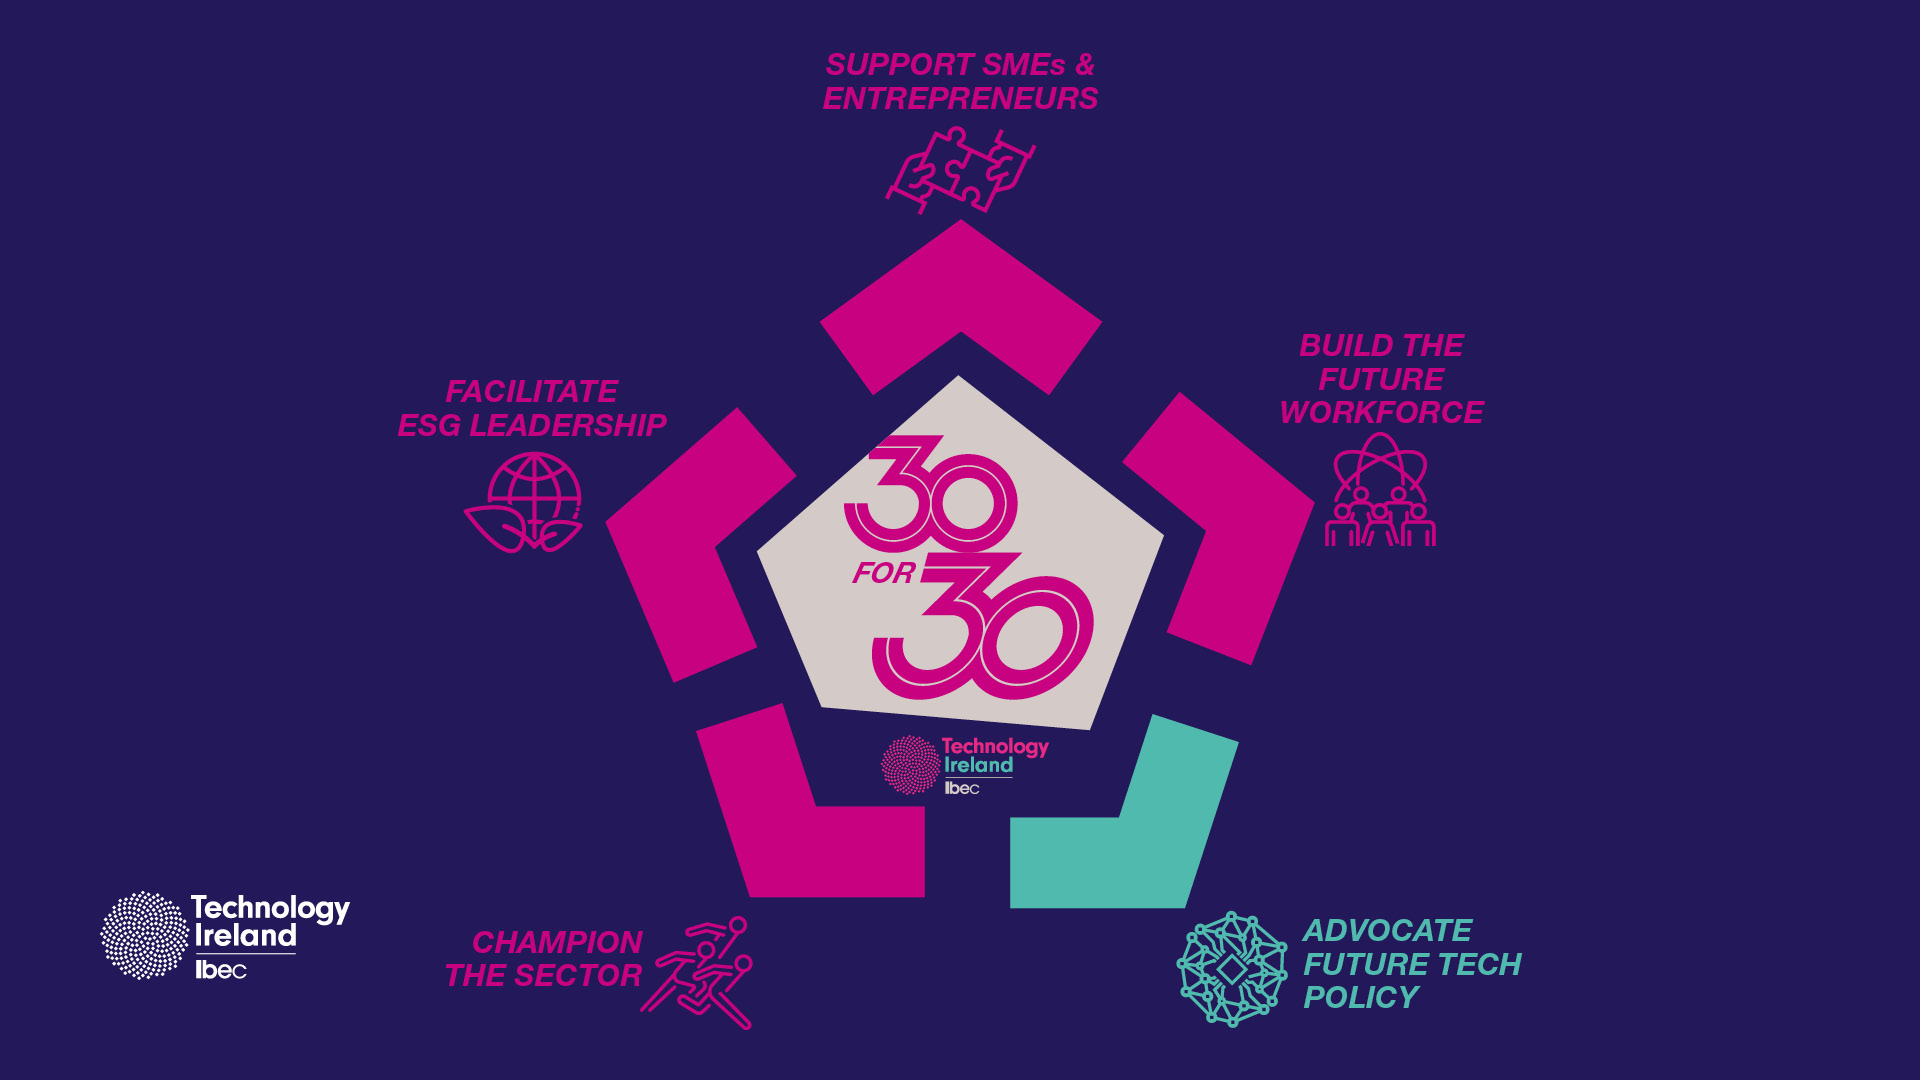 SUPPORT SMEs &
ENTREPRENEURS
BUILD THE
FUTURE
WORKFORCE
FACILITATE
ESG LEADERSHIP
30
FOR 30
Technology
Ireland
Ibec
Technology
Ireland
Ibec
CHAMPION
THE SECTOR
ADVOCATE
FUTURE TECH
POLICY